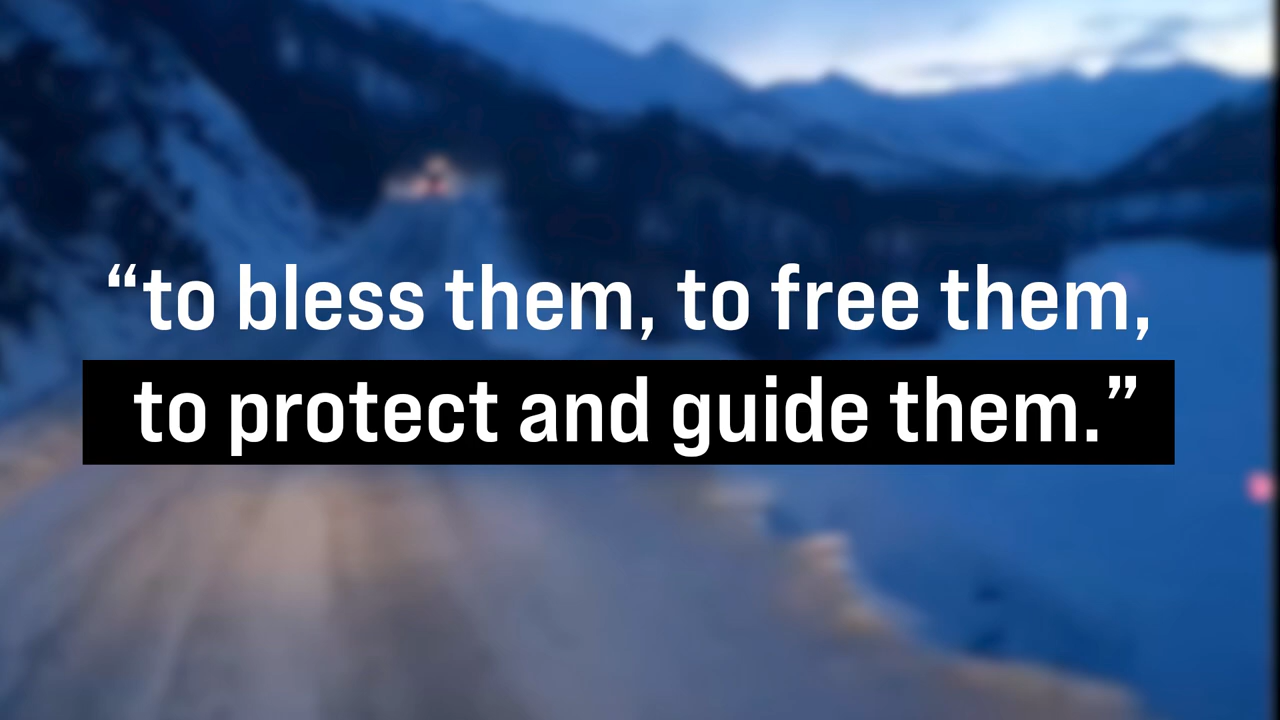 “to bless them, to free them,
to protect and guide them.”